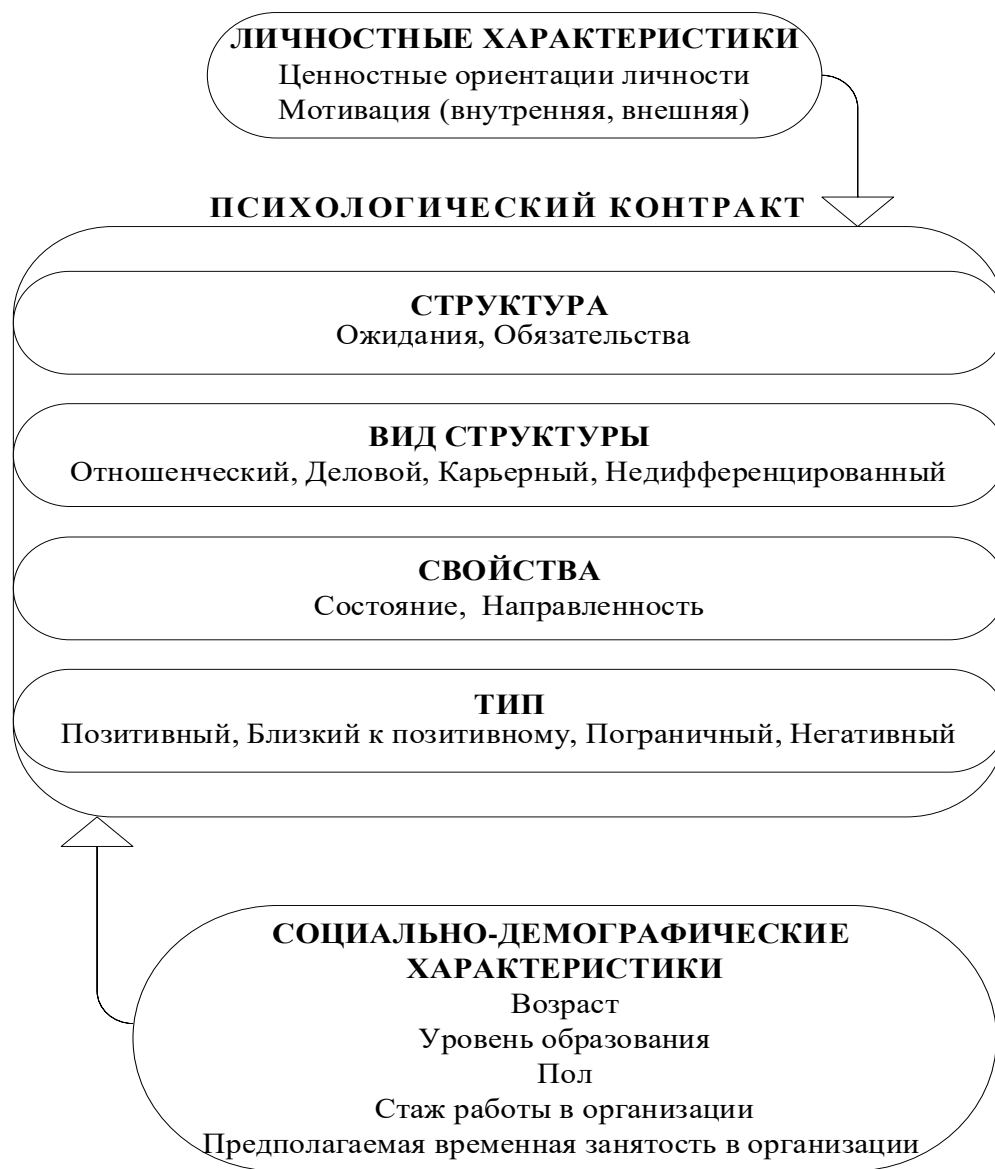 ЛИЧНОСТНЫЕ ХАРАКТЕРИСТИКИ
Ценностные ориентации личности
Мотивация (внутренняя, внешняя)
ПСИХОЛОГИЧЕСКИЙ КОНТРАКТ
СТРУКТУРА
Ожидания, Обязательства
ВИД СТРУКТУРЫ
Отношенческий, Деловой, Карьерный, Недифференцированный
СВОЙСТВА
Состояние, Направленность
ТИП
Позитивный, Близкий к позитивному, Пограничный, Негативный
СОЦИАЛЬНО-ДЕМОГРАФИЧЕСКИЕ
ХАРАКТЕРИСТИКИ
Возраст
Уровень образования
Пол
Стаж работы в организации
Предполагаемая временная занятость в организации